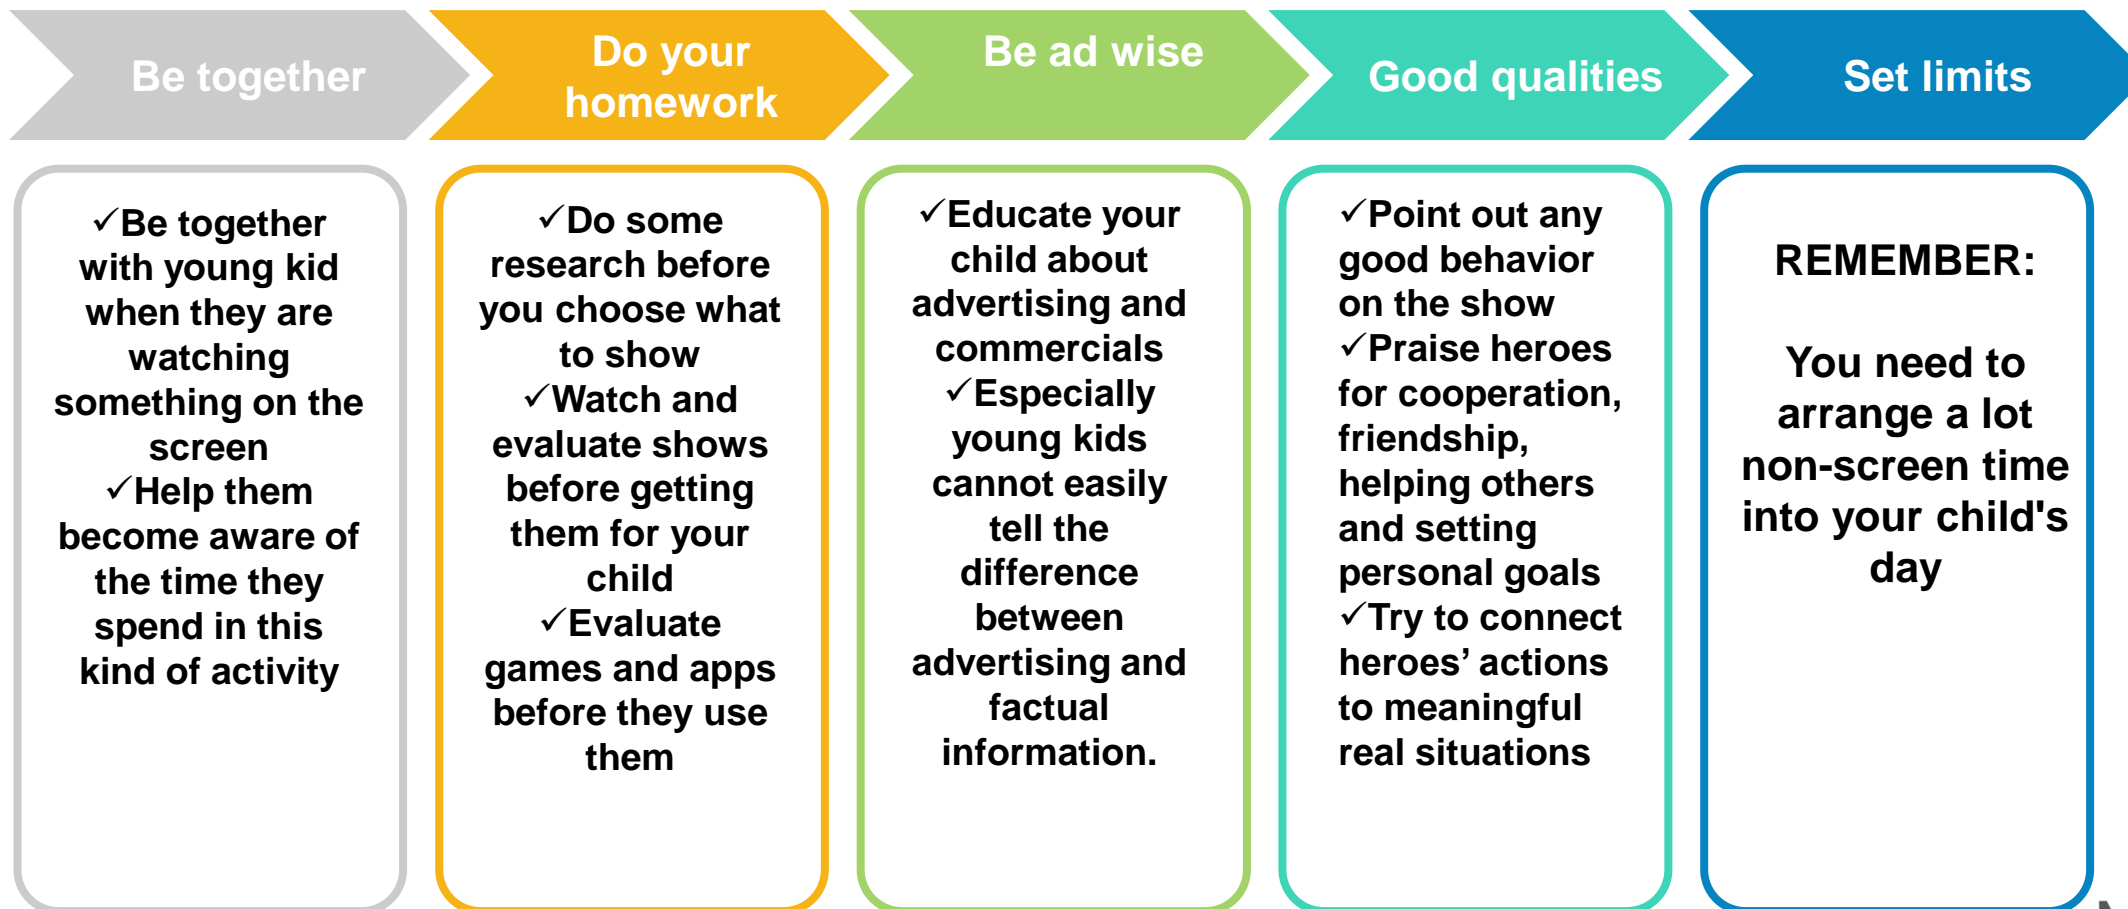 Be together
Do your
homework
Be ad wise
Good qualities
Set limits
✓Be together
with young kid
when they are
watching
something on the
screen
✓Help them
become aware of
the time they
spend in this
kind of activity
✓Do some
research before
you choose what
to show
✓Watch and
evaluate shows
before getting
them for your
child
✓Evaluate
games and apps
before they use
them
✓Educate your
child about
advertising and
commercials
✓Especially
young kids
cannot easily
tell the
difference
between
advertising and
factual
information.
✓Point out any
good behavior
on the show
✓Praise heroes
for cooperation,
friendship,
helping others
and setting
personal goals
✓Try to connect
heroes’ actions
to meaningful
real situations
REMEMBER:
You need to
arrange a lot
non-screen time
into your child's
day